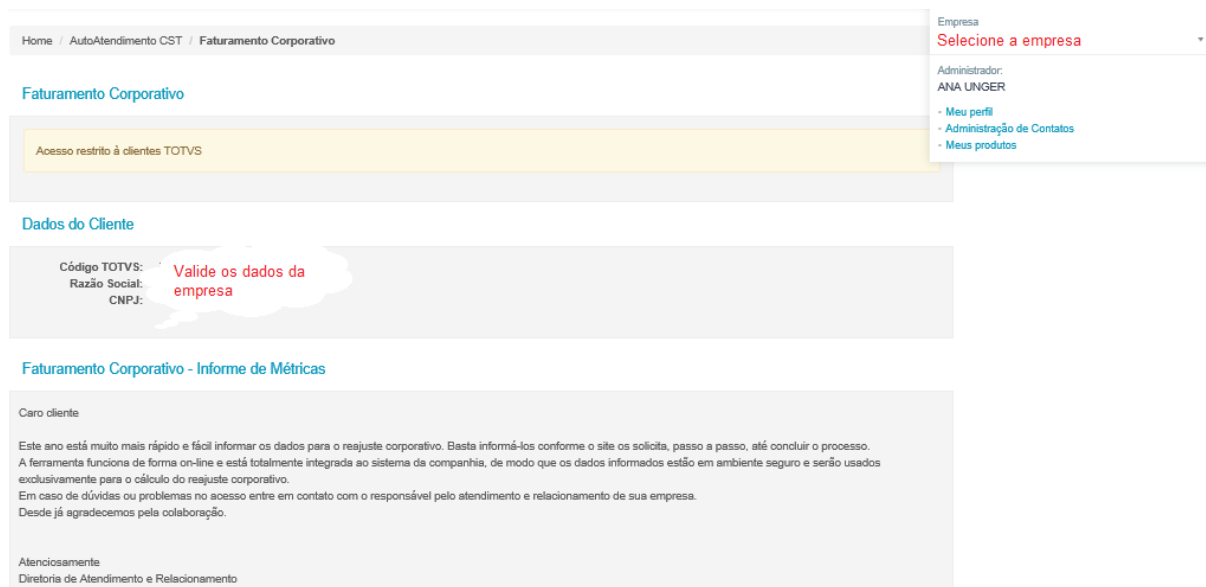 Home / AutoAtendimento CST / Faturamento Corporativo
Empresa
Selecione a empresa
Administrador:
ANA UNGER
- Meu perfil
- Administração de Contatos
- Meus produtos
Faturamento Corporativo
Acesso restrito à clientes TOTVS
Dados do Cliente
Código TOTVS:
Razão Social:
CNPJ:
Valide os dados da
empresa
Faturamento Corporativo - Informe de Métricas
Caro cliente
Este ano está muito mais rápido e fácil informar os dados para o reajuste corporativo. Basta informá-los conforme o site os solicita, passo a passo, até concluir o processo.
A ferramenta funciona de forma on-line e está totalmente integrada ao sistema da companhia, de modo que os dados informados estão em ambiente seguro e serão usados
exclusivamente para o cálculo do reajuste corporativo.
Em caso de dúvidas ou problemas no acesso entre em contato com o responsável pelo atendimento e relacionamento de sua empresa.
Desde já agradecemos pela colaboração.
Atenciosamente
Diretoria de Atendimento e Relacionamento